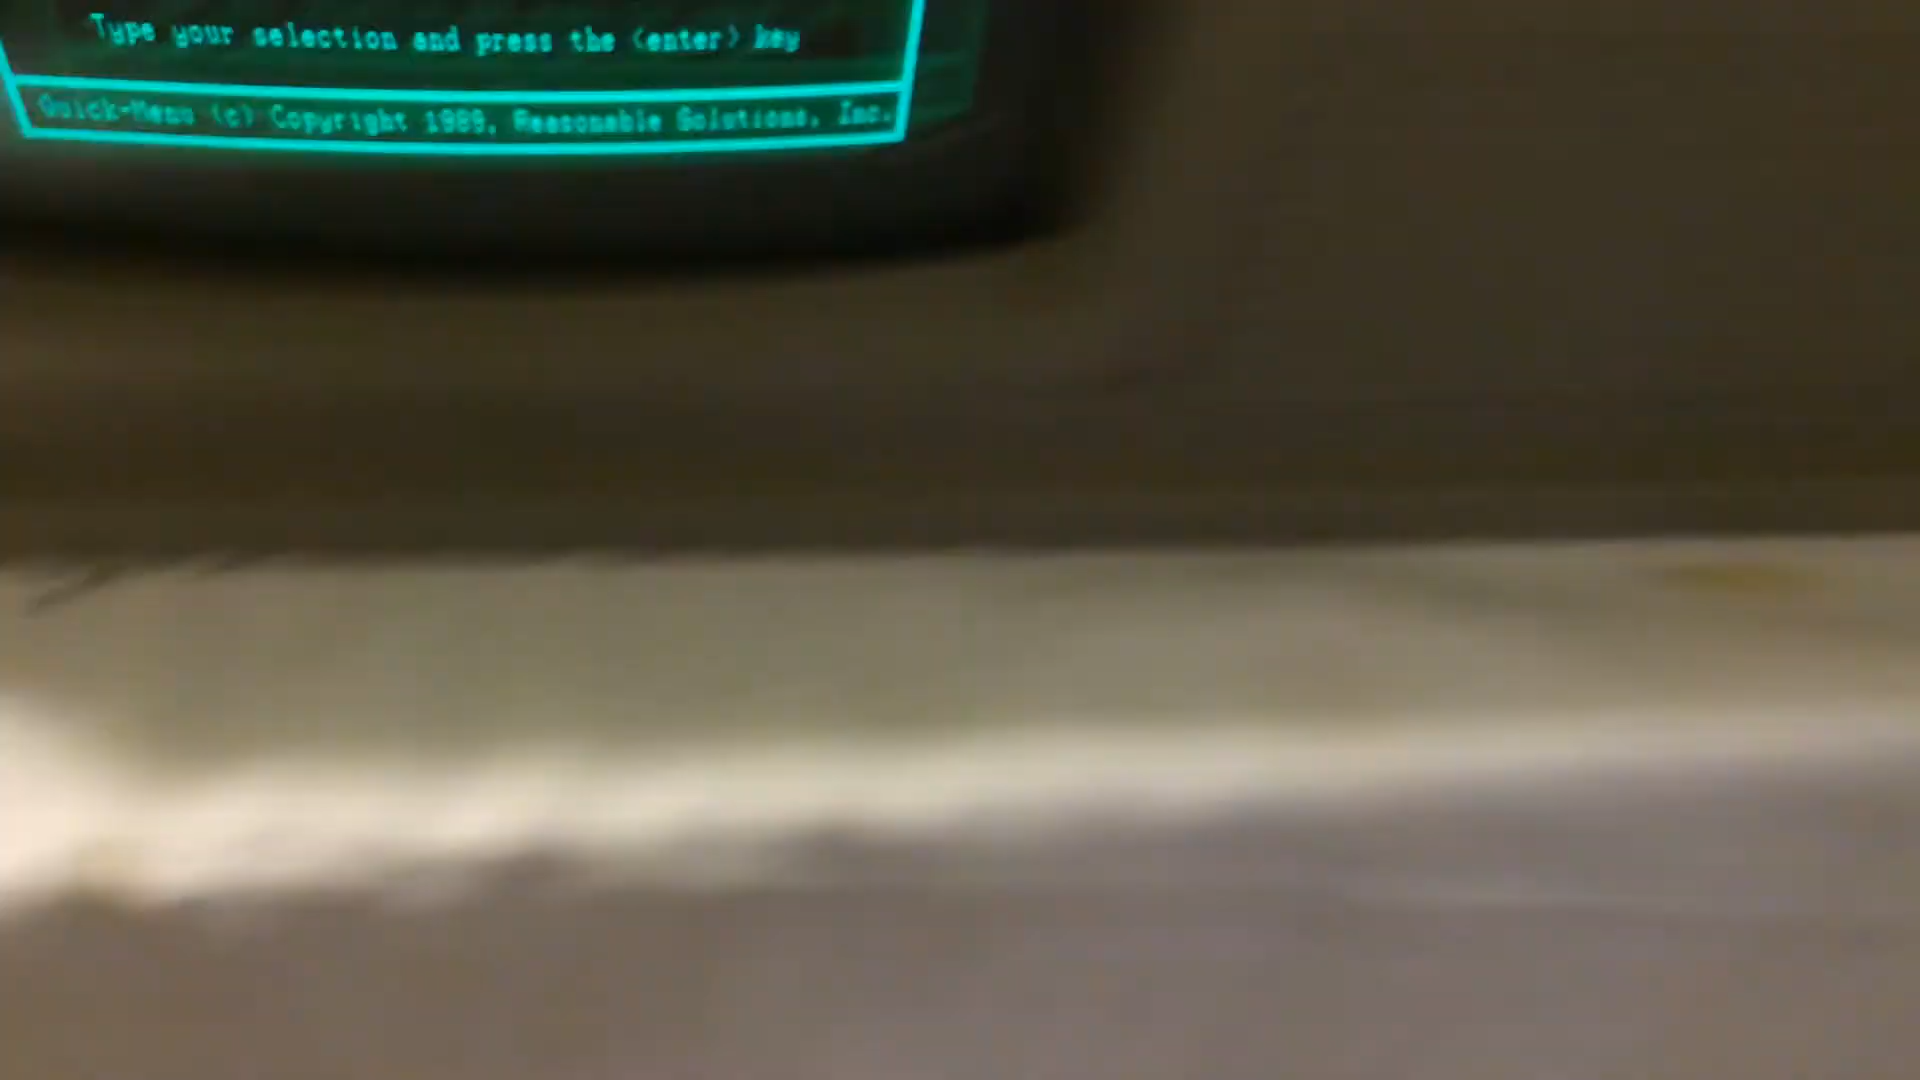 Type your selection and press the <enter> key
Quick-Menu (c) Copyright 1989, Reasonable Solutions, Inc.